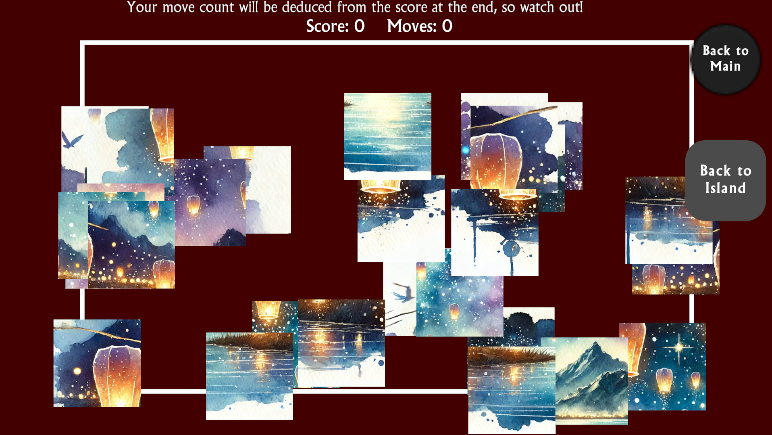 Your move count will be deduced from the score at the end, so watch out!
Score: 0 Moves: 0
Back to
Main
Back to
Island